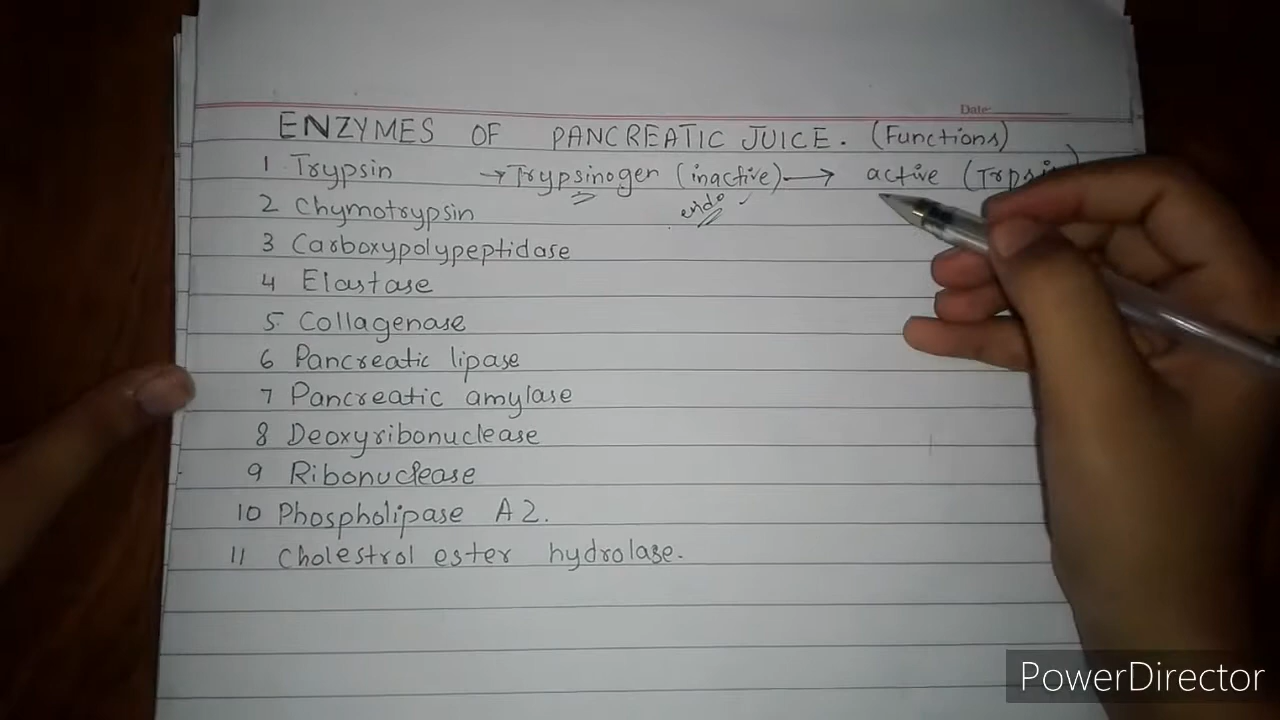 Date:
ENZYMES OF PANCREATIC JUICE. (Functions)
1 Trypsin → Trypsinogen (inactive) → active (Trpsin)
endo
2 Chymotrypsin
3 Carboxypolypeptidase
4 Elastase
5. Collagenase
6 Pancreatic lipase
7 Pancreatic amylase
8 Deoxyribonuclease
9 Ribonuclease
10 Phospholipase A2.
11 Cholestrol ester hydrolase.
PowerDirector